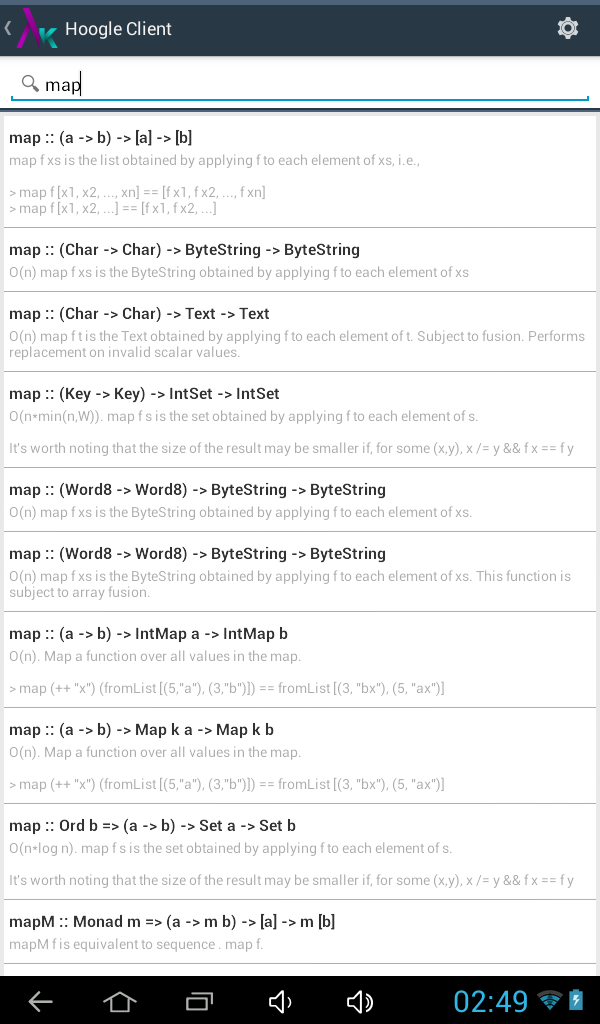 λK Hoogle Client
map
map :: (a -> b) -> [a] -> [b]
map f xs is the list obtained by applying f to each element of xs, i.e.,
> map f [x1, x2, ..., xn] == [f x1, f x2, ..., f xn]
> map f [x1, x2, ...] == [f x1, f x2, ...]
map :: (Char -> Char) -> ByteString -> ByteString
O(n) map f xs is the ByteString obtained by applying f to each element of xs
map :: (Char -> Char) -> Text -> Text
O(n) map f t is the Text obtained by applying f to each element of t. Subject to fusion. Performs
replacement on invalid scalar values.
map :: (Key -> Key) -> IntSet -> IntSet
O(n*min(n,W)). map f s is the set obtained by applying f to each element of s.
It's worth noting that the size of the result may be smaller if, for some (x,y), x /= y && f x == f y
map :: (Word8 -> Word8) -> ByteString -> ByteString
O(n) map f xs is the ByteString obtained by applying f to each element of xs.
map :: (Word8 -> Word8) -> ByteString -> ByteString
O(n) map f xs is the ByteString obtained by applying f to each element of xs. This function is
subject to array fusion.
map :: (a -> b) -> IntMap a -> IntMap b
O(n). Map a function over all values in the map.
> map (++ "x") (fromList [(5,"a"), (3,"b")]) == fromList [(3, "bx"), (5, "ax")]
map :: (a -> b) -> Map k a -> Map k b
O(n). Map a function over all values in the map.
> map (++ "x") (fromList [(5,"a"), (3,"b")]) == fromList [(3, "bx"), (5, "ax")]
map :: Ord b => (a -> b) -> Set a -> Set b
O(n*log n). map f s is the set obtained by applying f to each element of s.
It's worth noting that the size of the result may be smaller if, for some (x,y), x /= y && f x == f y
mapM :: Monad m => (a -> m b) -> [a] -> m [b]
mapM f is equivalent to sequence . map f.
02:49